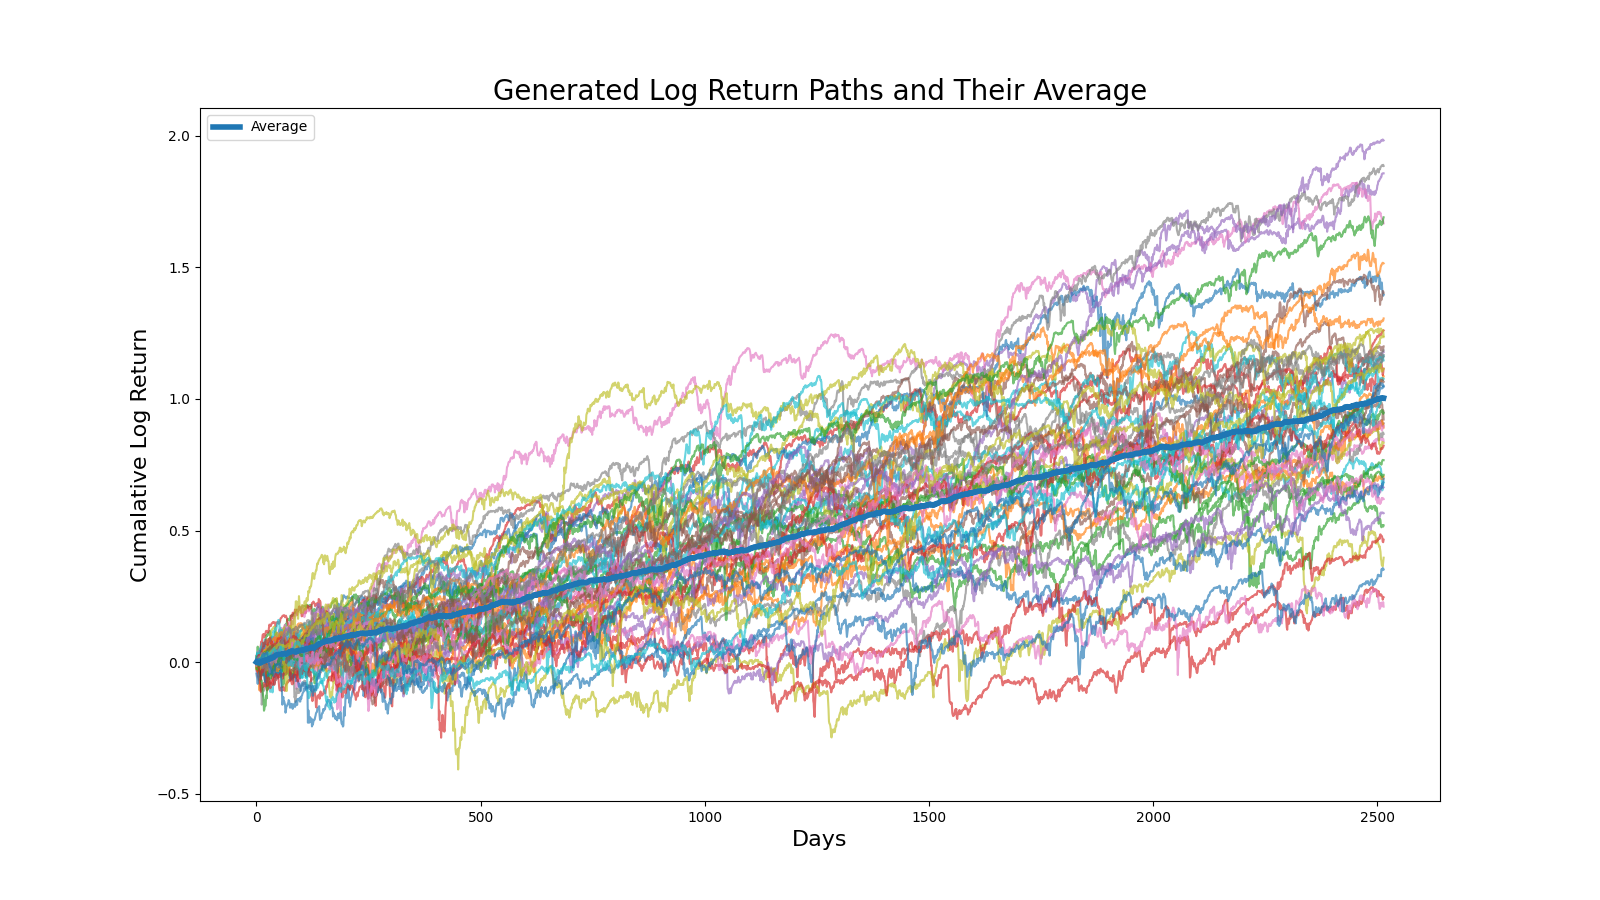 Generated Log Return Paths and Their Average
Average
2.0
1.5
1.0
0.5
0.0
−0.5
Cumalative Log Return
0 500 1000 1500 2000 2500
Days